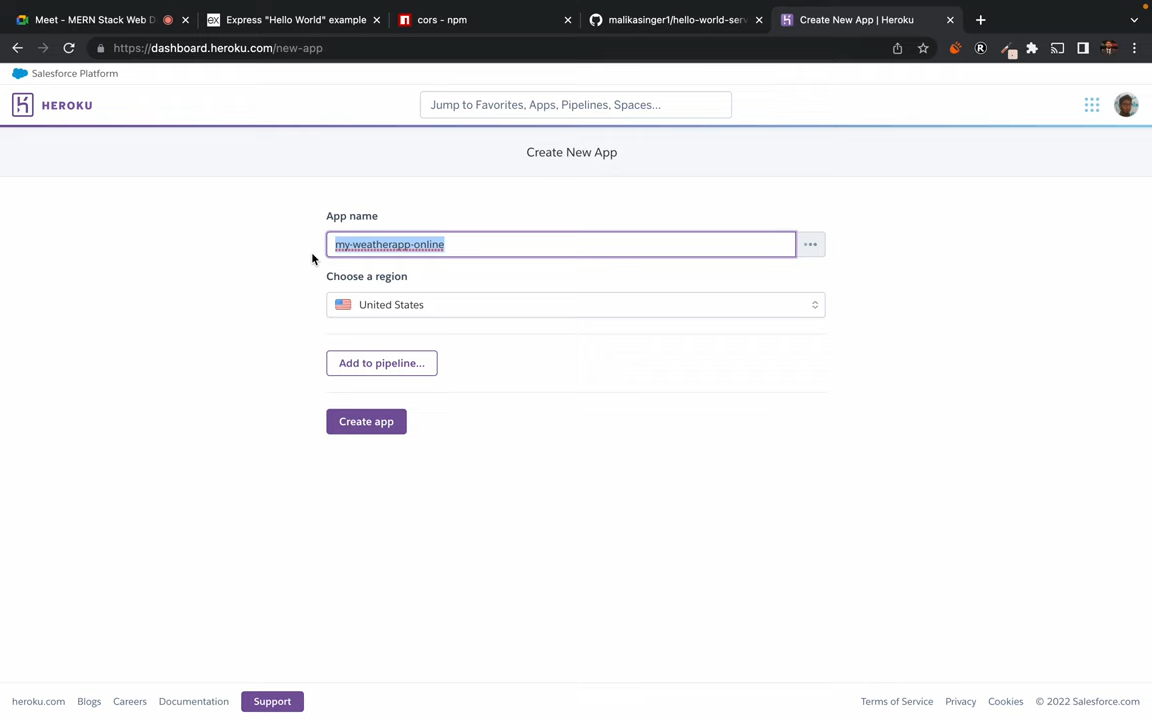 Meet - MERN Stack Web D
Express "Hello World" example
cors - npm
malikasinger1/hello-world-serv
Create New App | Heroku
https://dashboard.heroku.com/new-app
Salesforce Platform
HEROKU
Jump to Favorites, Apps, Pipelines, Spaces...
Create New App
App name
my-weatherapp-online
Choose a region
United States
Add to pipeline...
Create app
heroku.com
Blogs
Careers
Documentation
Support
Terms of Service
Privacy
Cookies
© 2022 Salesforce.com